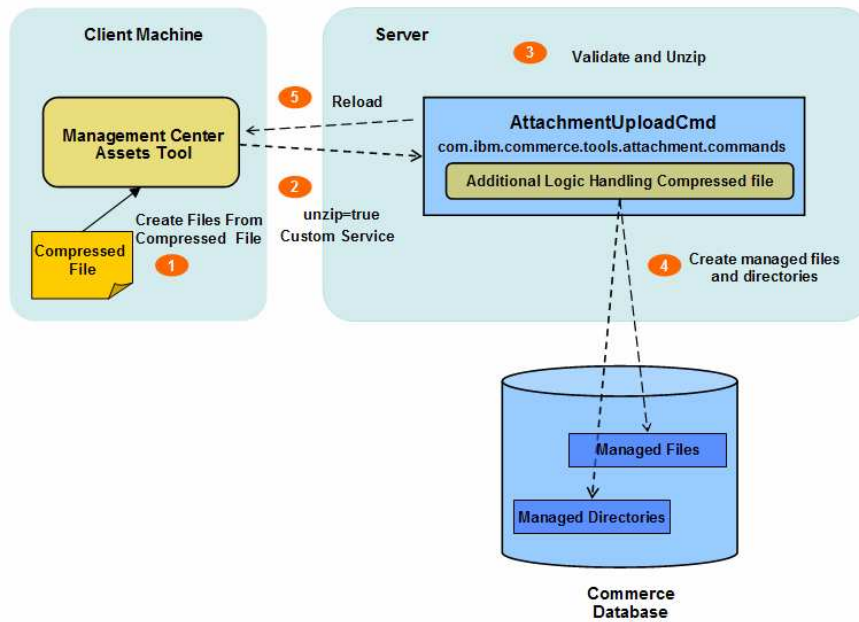 Client Machine
Server
3
Validate and Unzip
5
Reload
Management Center
Assets Tool
AttachmentUploadCmd
com.ibm.commerce.tools.attachment.commands
Additional Logic Handling Compressed file
2
Create Files From
Compressed File
unzip=true
Custom Service
Compressed
File
1
4
Create managed files
and directories
Managed Files
Managed Directories
Commerce
Database